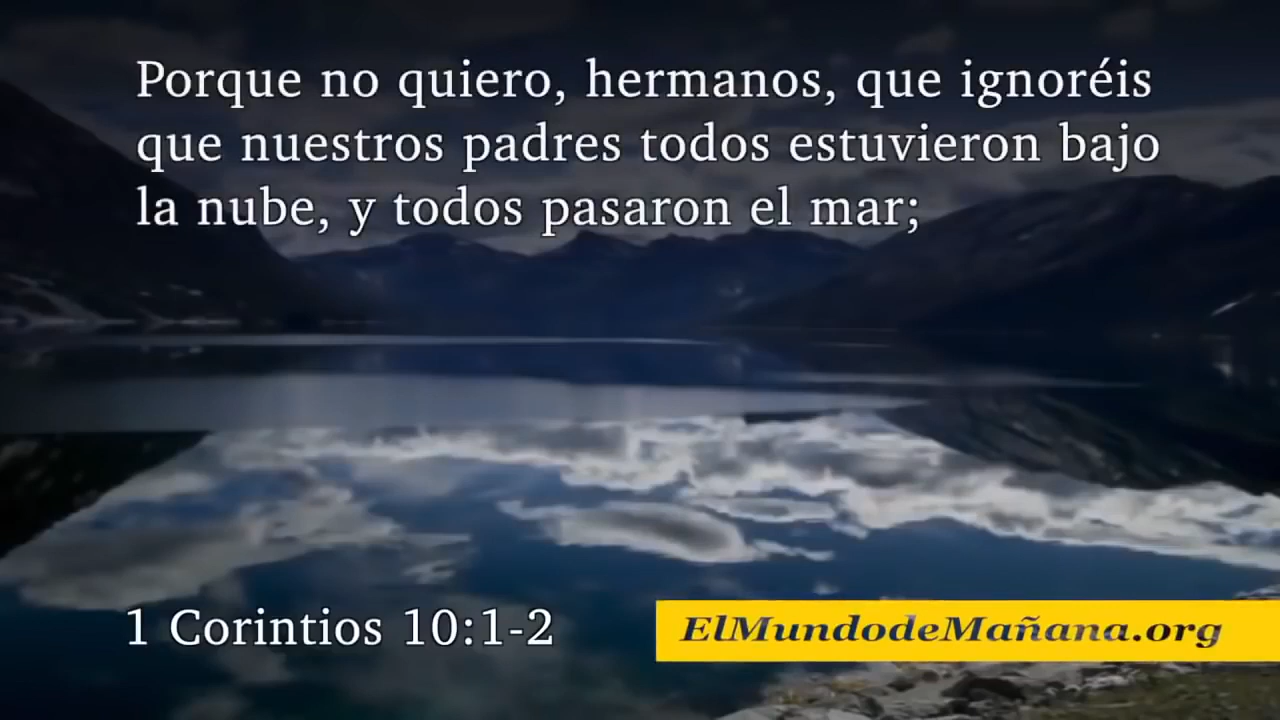 Porque no quiero, hermanos, que ignoréis
que nuestros padres todos estuvieron bajo
la nube, y todos pasaron el mar;
1 Corintios 10:1-2
ElMundodeMañana.org